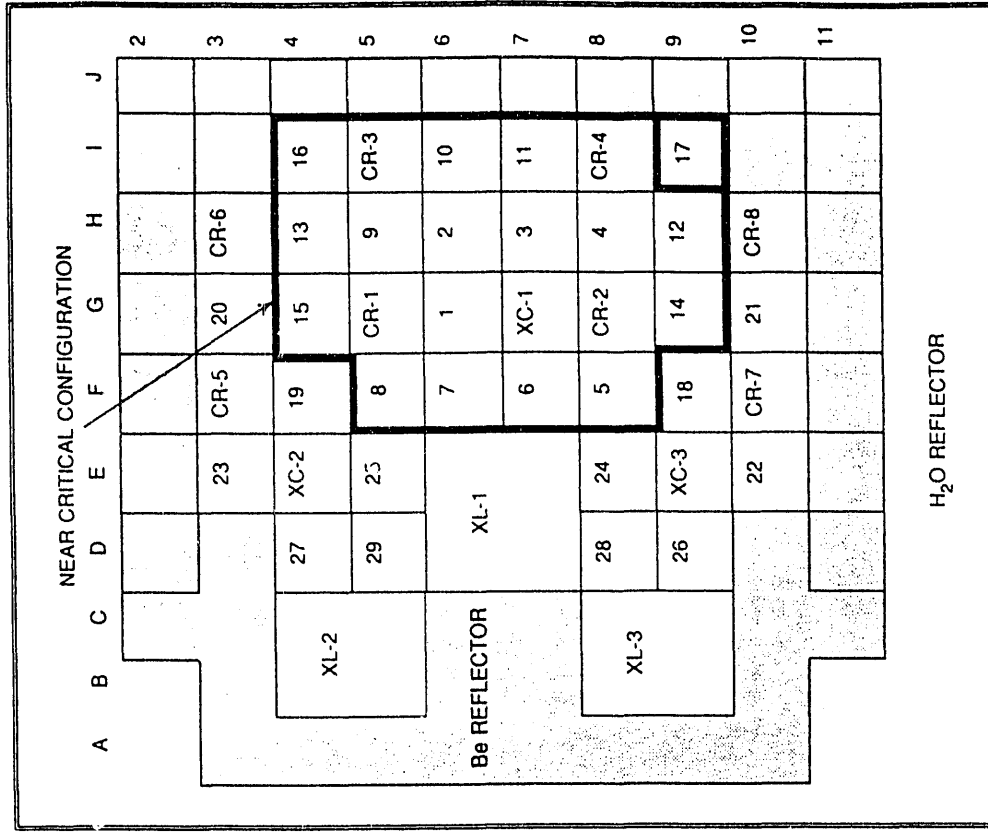 NEAR CRITICAL CONFIGURATION
A B C D E F G H I J
2
23 CR-5 20 CR-6 3
27 XC-2 19 15 13 16 4
XL-2
29 25 8 CR-1 9 CR-3 5
7 1 2 10 6
Be REFLECTOR XL-1
6 XC-1 3 11 7
28 24 5 CR-2 4 CR-4 8
XL-3
26 XC-3 18 14 12 17 9
22 CR-7 21 CR-8 10
11
H₂O REFLECTOR